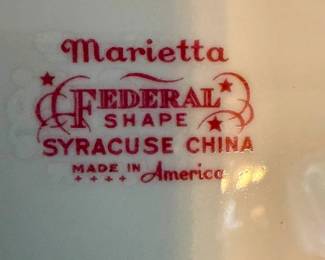 Marietta
FEDERAL
SHAPE
SYRACUSE CHINA
MADE IN America